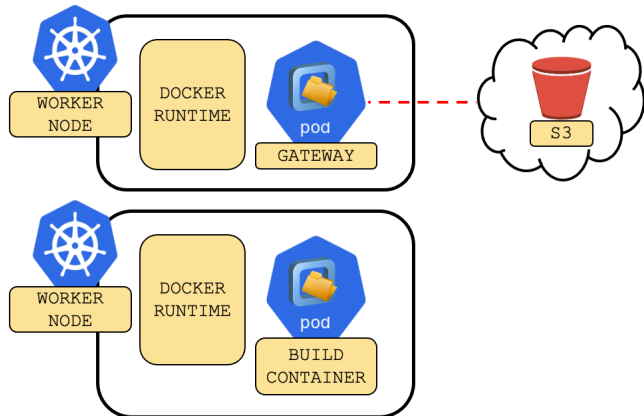 WORKER
NODE
DOCKER
RUNTIME
pod
GATEWAY
S3
WORKER
NODE
DOCKER
RUNTIME
pod
BUILD
CONTAINER